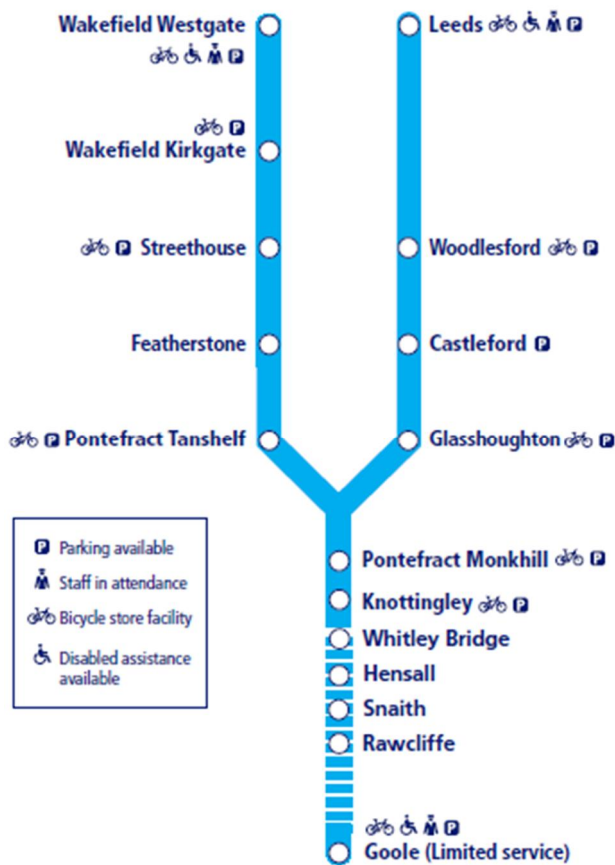 Wakefield Westgate
P
Leeds P
P
Wakefield Kirkgate
P Streethouse
Woodlesford P
Featherstone
Castleford P
P Pontefract Tanshelf
Glasshoughton P
P Parking available
Staff in attendance
Bicycle store facility
Disabled assistance
available
Pontefract Monkhill P
Knottingley P
Whitley Bridge
Hensall
Snaith
Rawcliffe
P
Goole (Limited service)